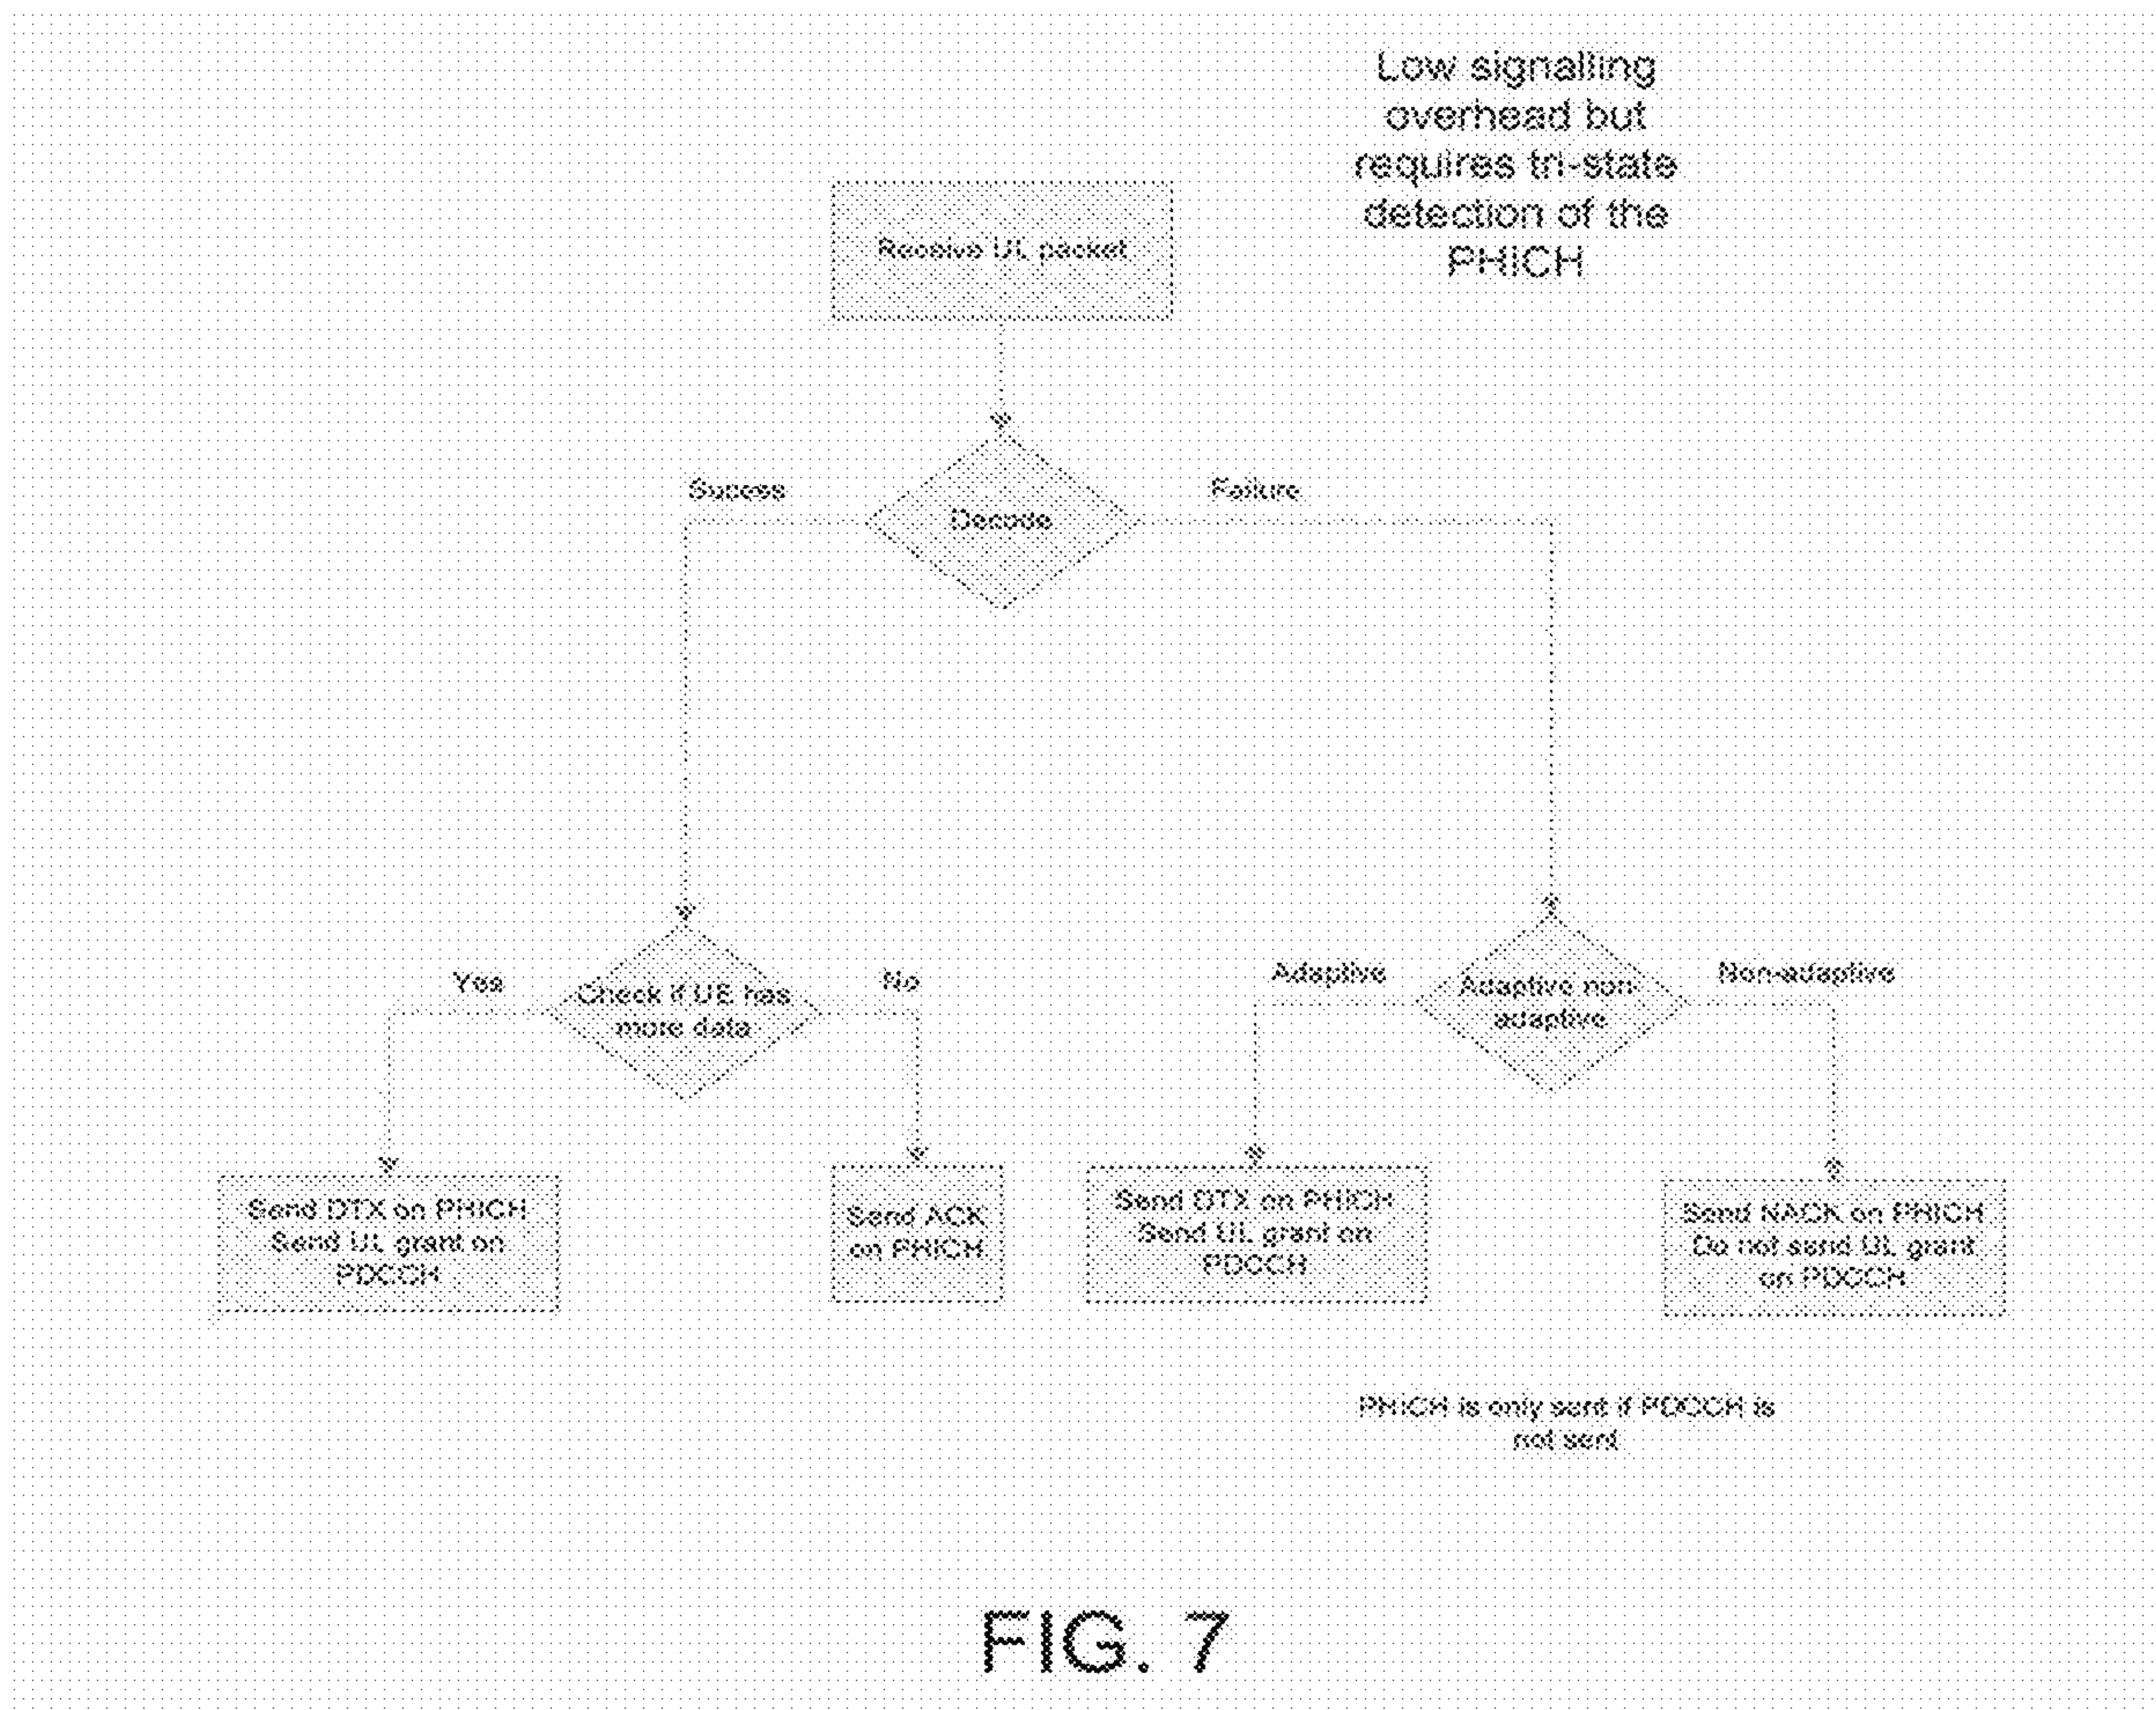 Low signalling
overhead but
requires tri-state
detection of the
PHICH
Receive UL packet
Sucess
Failure
Decode
Yes
Check if UE has
more data
No
Adaptive
Adaptive non-
adaptive
Non-adaptive
Send DTX on PHICH
Send UL grant on
PDCCH
Send ACK
on PHICH
Send DTX on PHICH
Send UL grant on
PDCCH
Send NACK on PHICH
Do not send UL grant
on PDCCH
PHICH is only sent if PDCCH is
not sent
FIG. 7